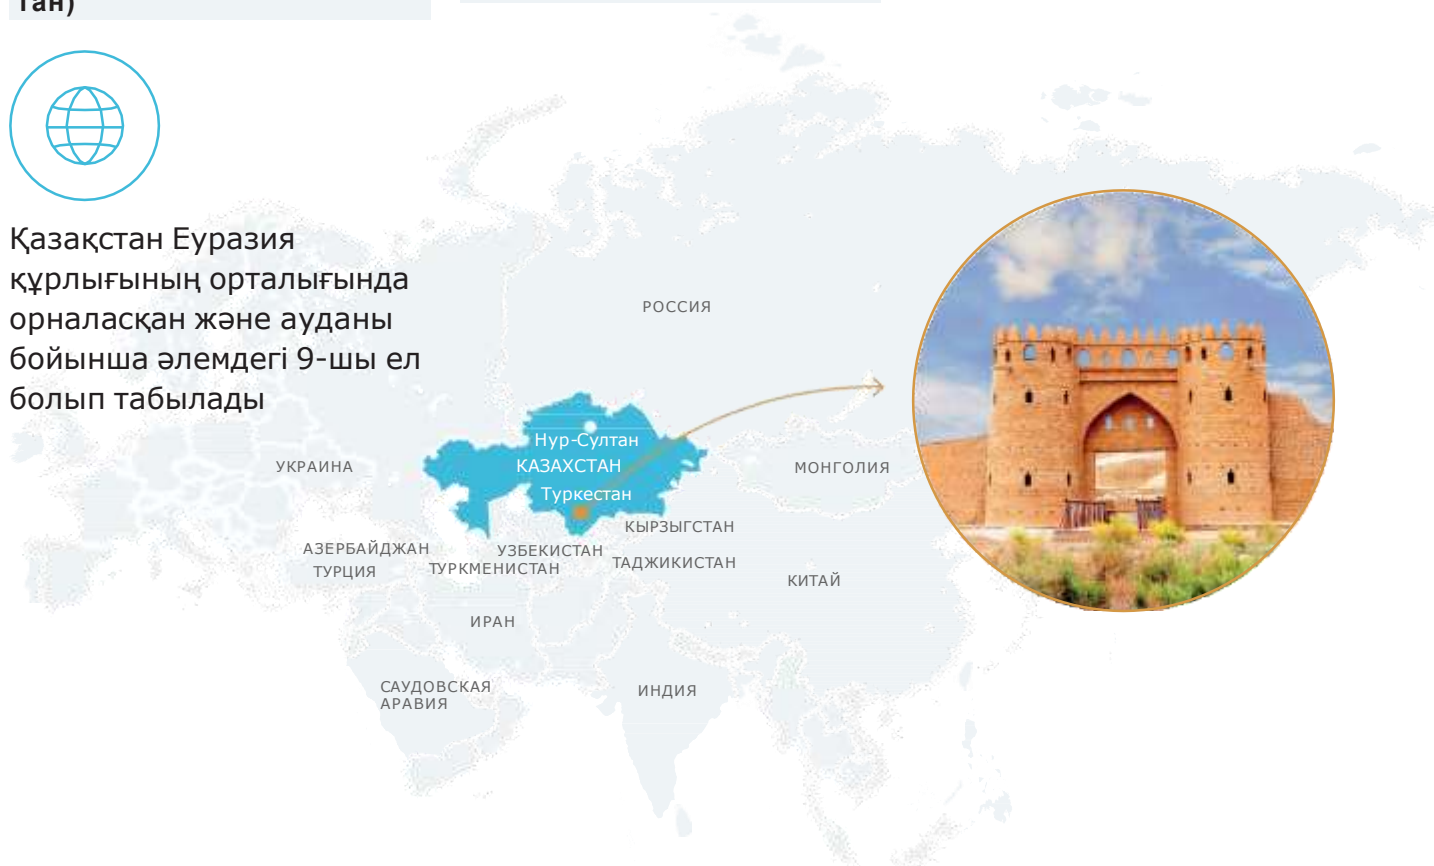 тан)
Қазақстан Еуразия
құрлығының орталығында
орналасқан және ауданы
бойынша әлемдегі 9-шы ел
болып табылады
РОССИЯ
Нур-Султан
УКРАИНА
КАЗАХСТАН
МОНГОЛИЯ
Туркестан
КЫРЗЫГСТАН
АЗЕРБАЙДЖАН
УЗБЕКИСТАН
ТУРЦИЯ
ТУРКМЕНИСТАН
ТАДЖИКИСТАН
КИТАЙ
ИРАН
САУДОВСКАЯ
АРАВИЯ
ИНДИЯ